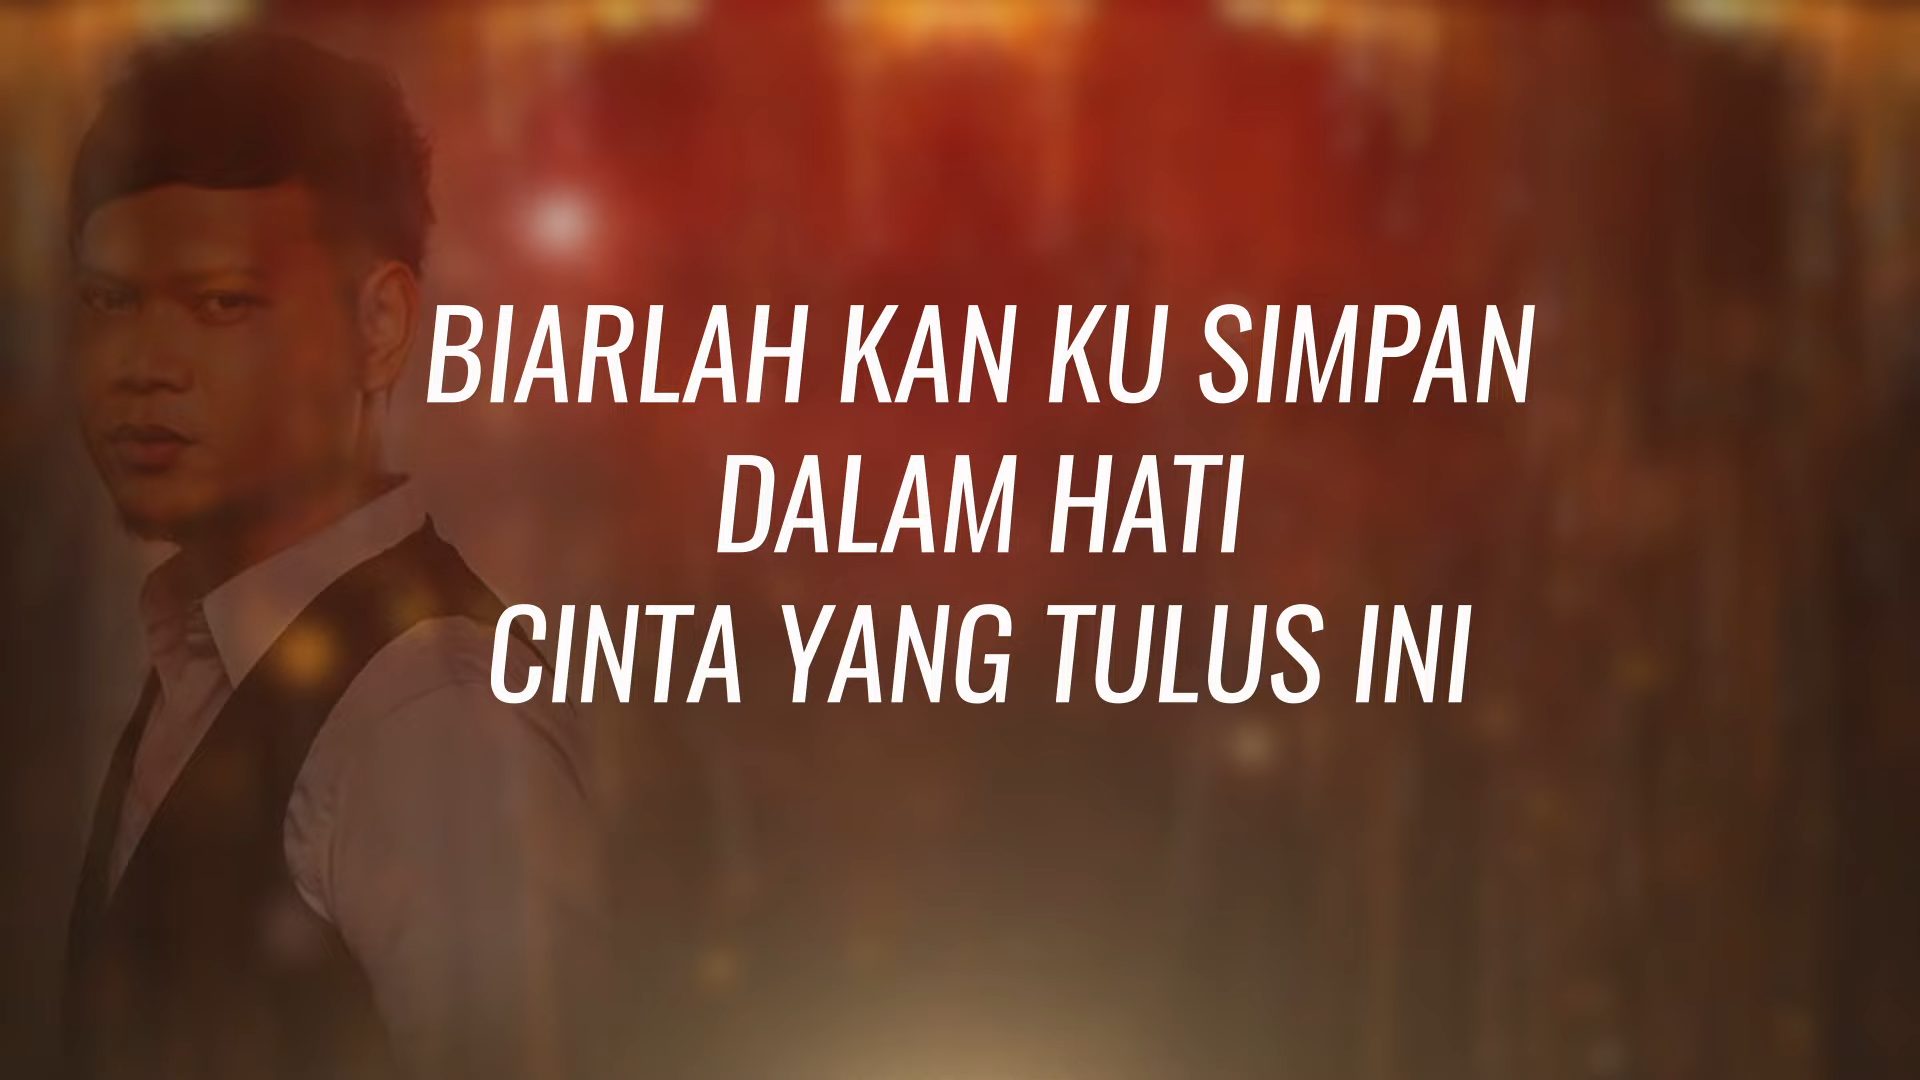 BIARLAH KAN KU SIMPAN
DALAM HATI
CINTA YANG TULUS INI